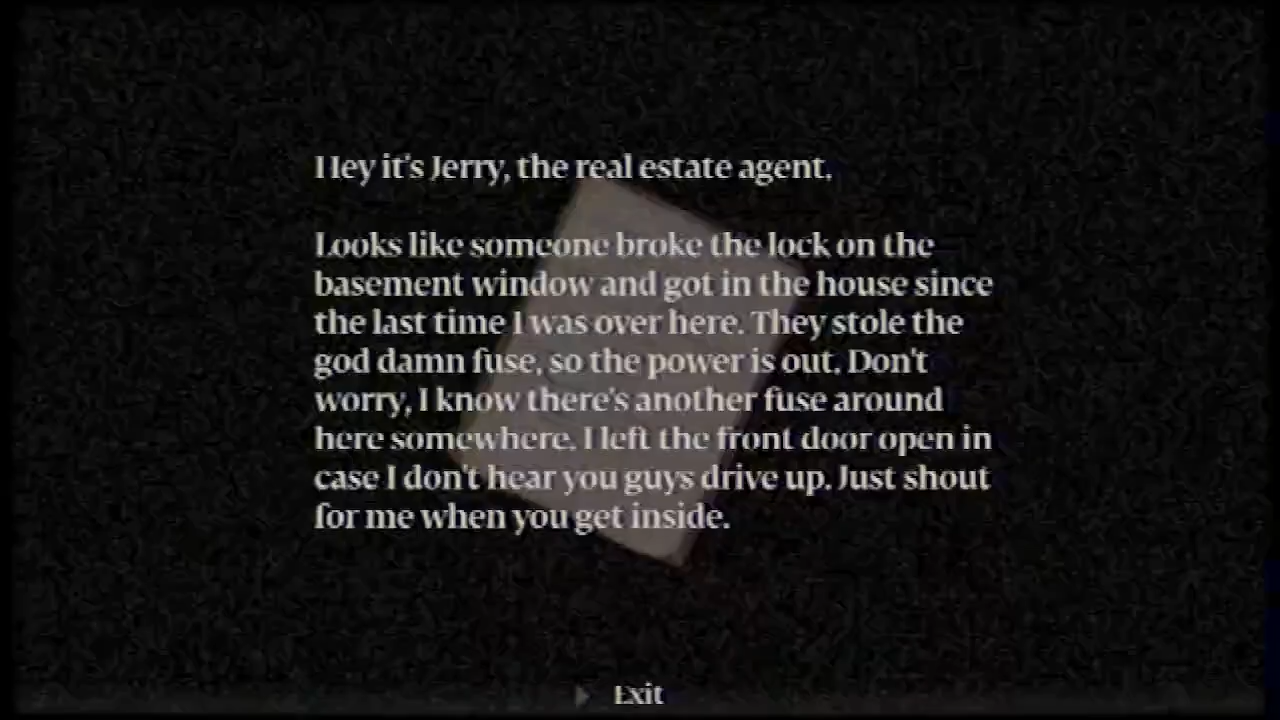 Hey it's Jerry, the real estate agent.
Looks like someone broke the lock on the
basement window and got in the house since
the last time I was over here. They stole the
god damn fuse, so the power is out. Don't
worry, I know there's another fuse around
here somewhere. I left the front door open in
case I don't hear you guys drive up. Just shout
for me when you get inside.
Exit